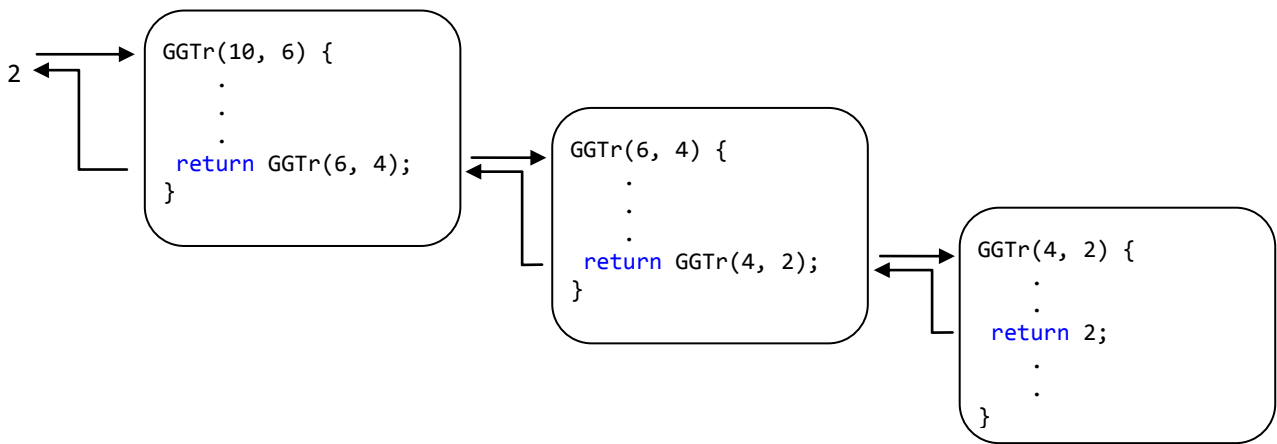 2
GGTr(10, 6) {
.
.
.
return GGTr(6, 4);
}
GGTr(6, 4) {
.
.
.
return GGTr(4, 2);
}
GGTr(4, 2) {
.
.
return 2;
.
.
}